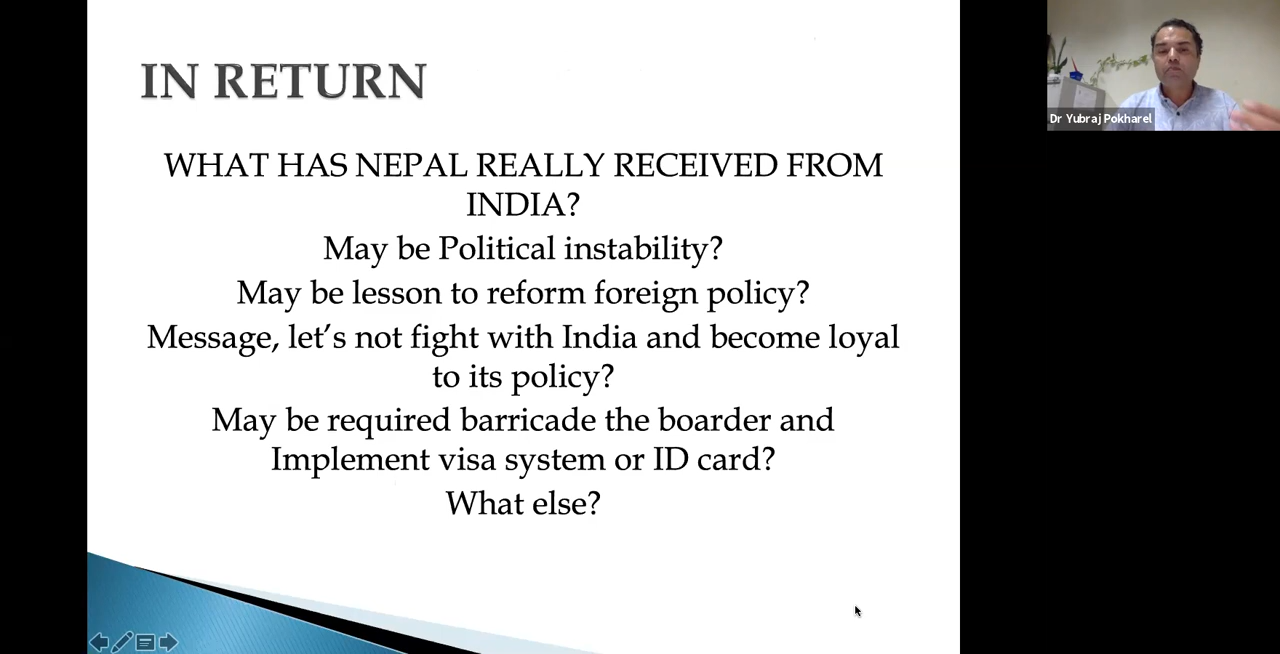 IN RETURN
WHAT HAS NEPAL REALLY RECEIVED FROM
INDIA?
May be Political instability?
May be lesson to reform foreign policy?
Message, let’s not fight with India and become loyal
to its policy?
May be required barricade the boarder and
Implement visa system or ID card?
What else?
Dr Yubraj Pokharel